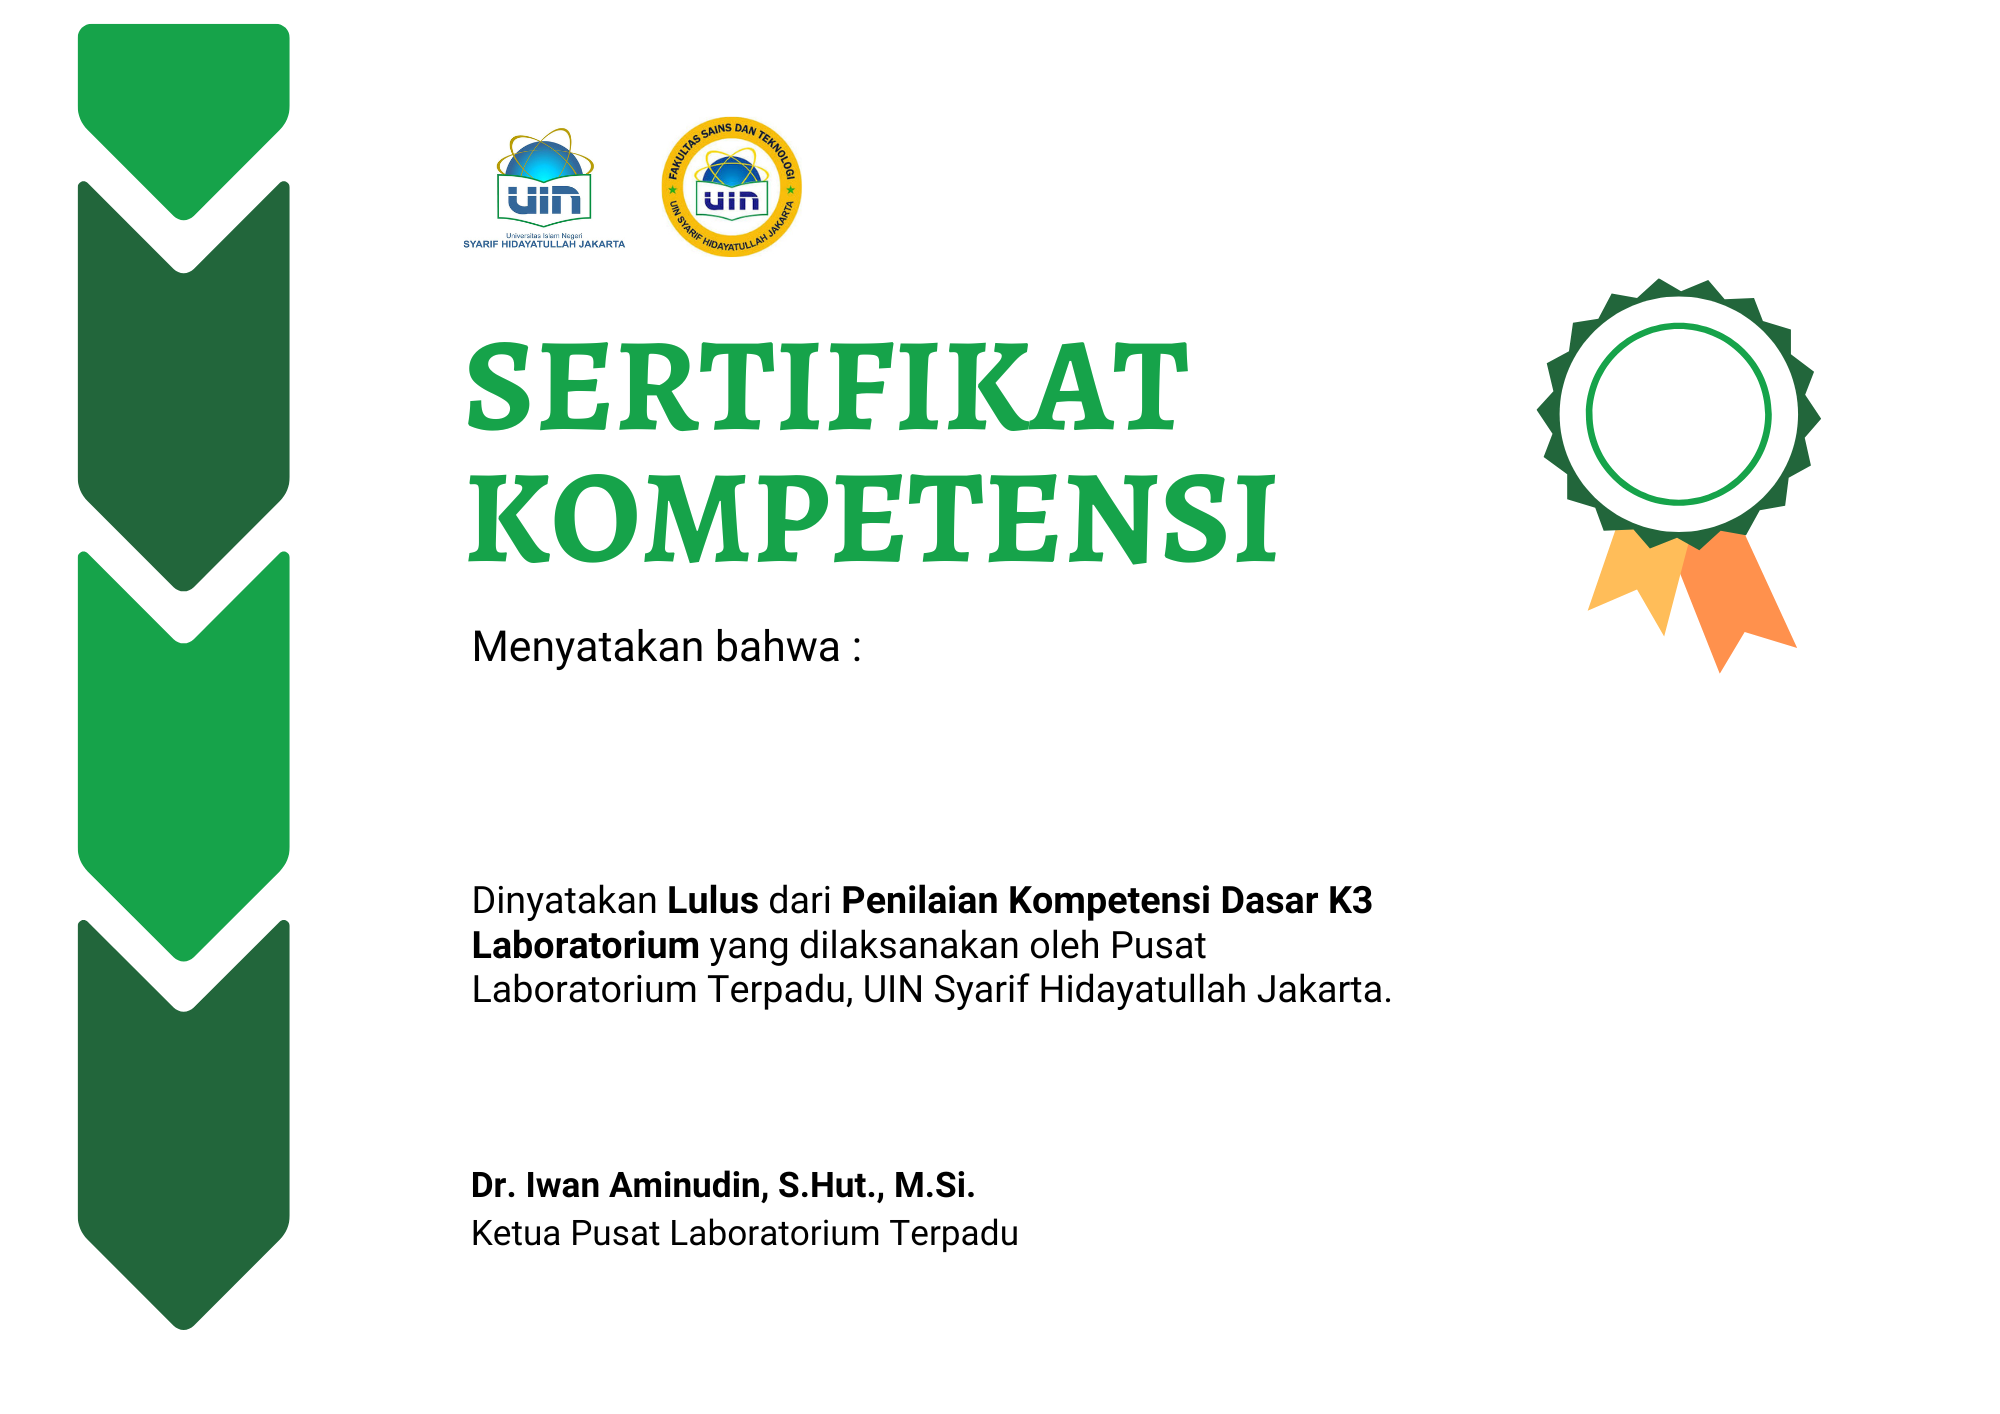 uin
Universitas Islam Negeri
SYARIF HIDAYATULLAH JAKARTA
FAKULTAS SAINS DAN TEKNOLOGI
uin
UIN SYARIF HIDAYATULLAH JAKARTA
SERTIFIKAT
KOMPETENSI
Menyatakan bahwa :
Dinyatakan Lulus dari Penilaian Kompetensi Dasar K3
Laboratorium yang dilaksanakan oleh Pusat
Laboratorium Terpadu, UIN Syarif Hidayatullah Jakarta.
Dr. Iwan Aminudin, S.Hut., M.Si.
Ketua Pusat Laboratorium Terpadu